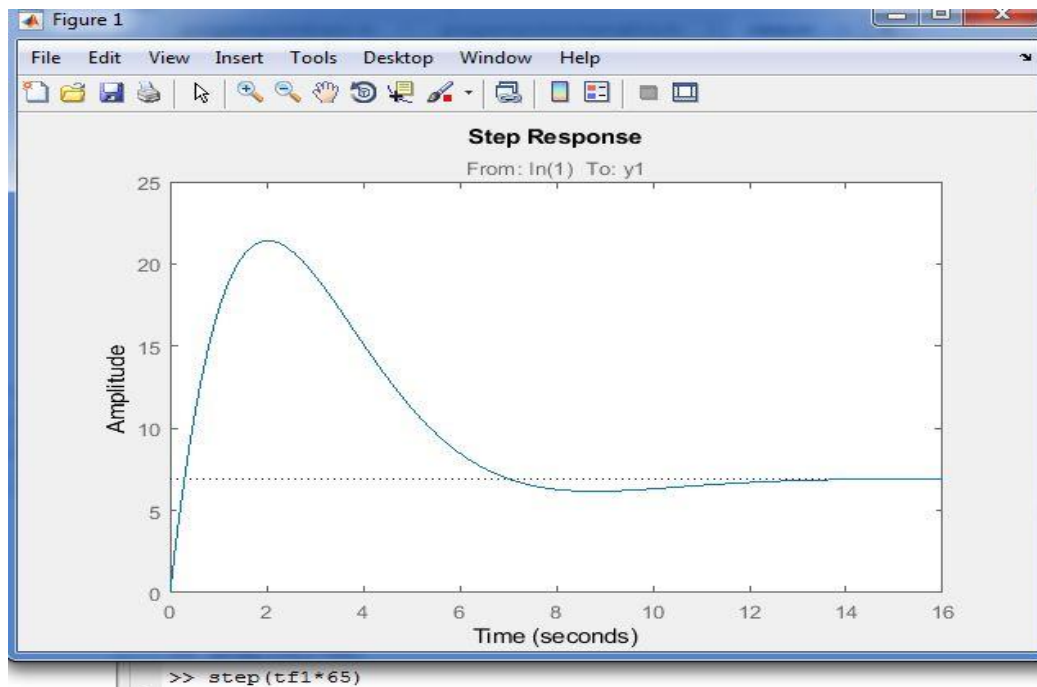 Figure 1
File Edit View Insert Tools Desktop Window Help
Step Response
From: In(1) To: y1
25
20
15
10
5
0
Amplitude
0 2 4 6 8 10 12 14 16
Time (seconds)
>> step(tf1*65)